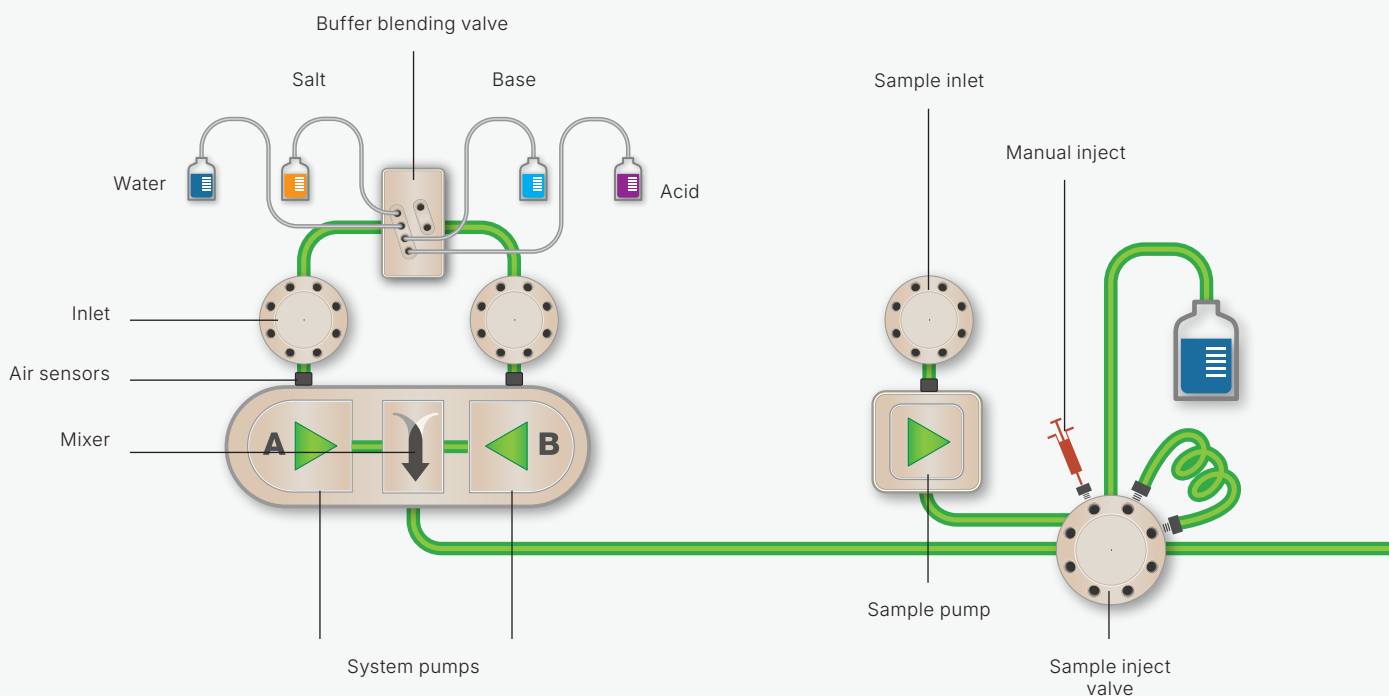 Buffer blending valve
Salt
Base
Sample inlet
Manual inject
Water
Acid
Inlet
Air sensors
Mixer
A
B
Sample pump
System pumps
Sample inject
valve